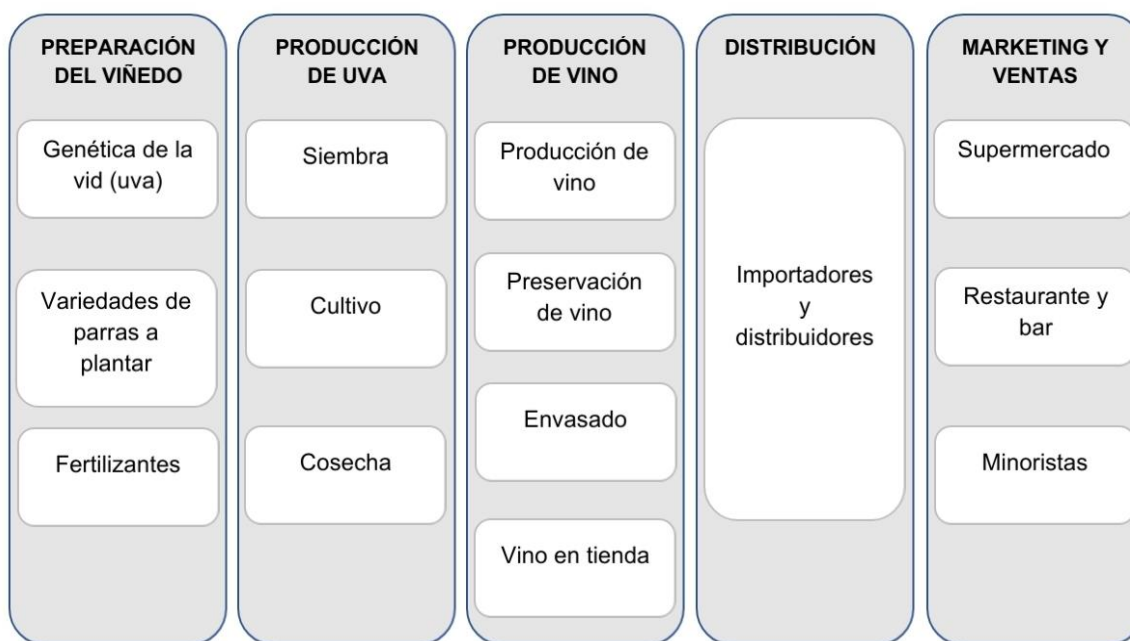 PREPARACIÓN
DEL VIÑEDO
Genética de la
vid (uva)
Variedades de
parras a
plantar
Fertilizantes
PRODUCCIÓN
DE UVA
Siembra
Cultivo
Cosecha
PRODUCCIÓN
DE VINO
Producción de
vino
Preservación
de vino
Envasado
Vino en tienda
DISTRIBUCIÓN
Importadores
y
distribuidores
MARKETING Y
VENTAS
Supermercado
Restaurante y
bar
Minoristas